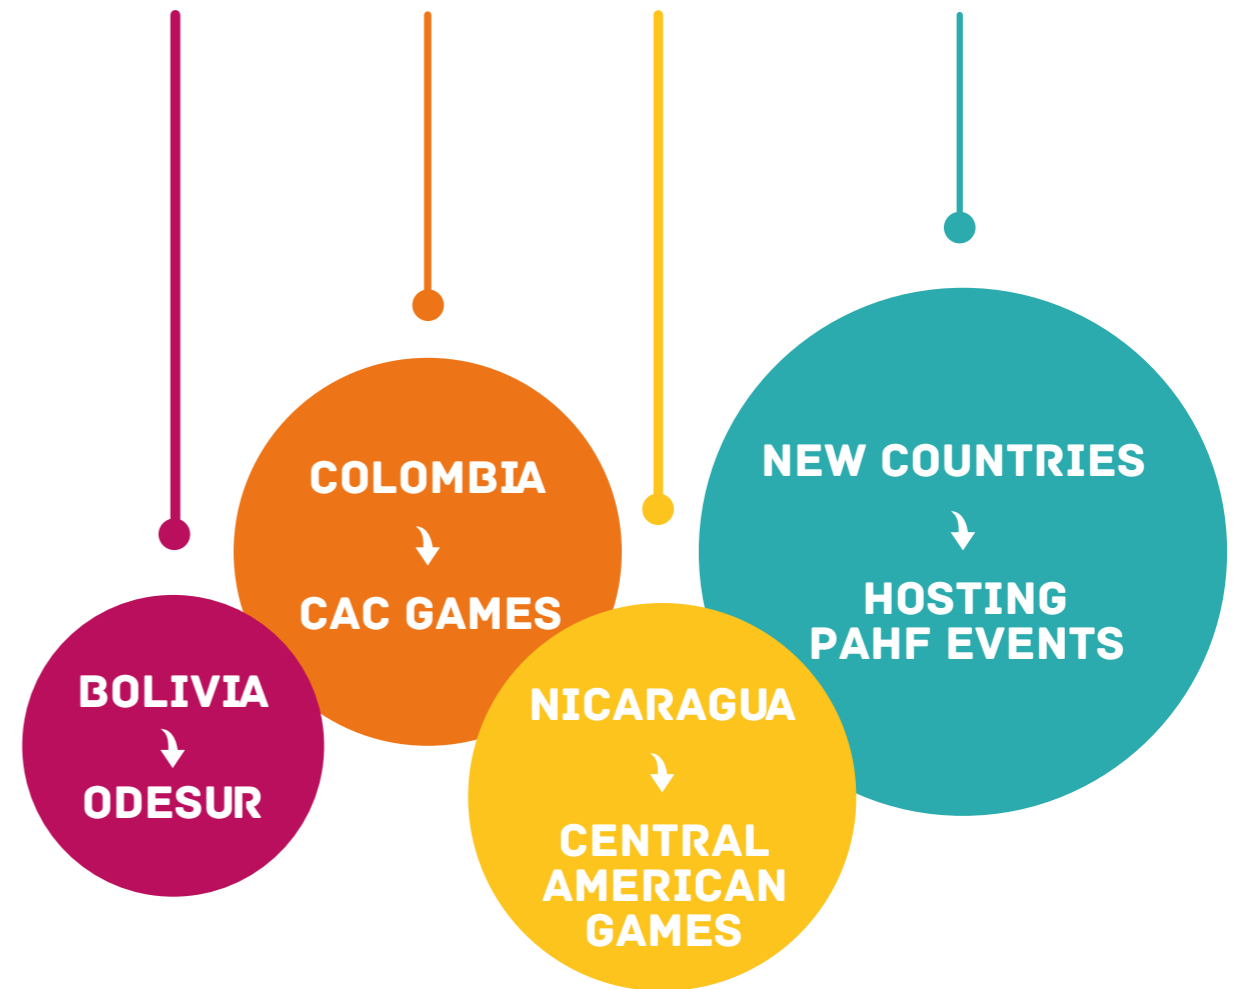 BOLIVIA
ODESUR
COLOMBIA
CAC GAMES
NICARAGUA
CENTRAL
AMERICAN
GAMES
NEW COUNTRIES
HOSTING
PAHF EVENTS